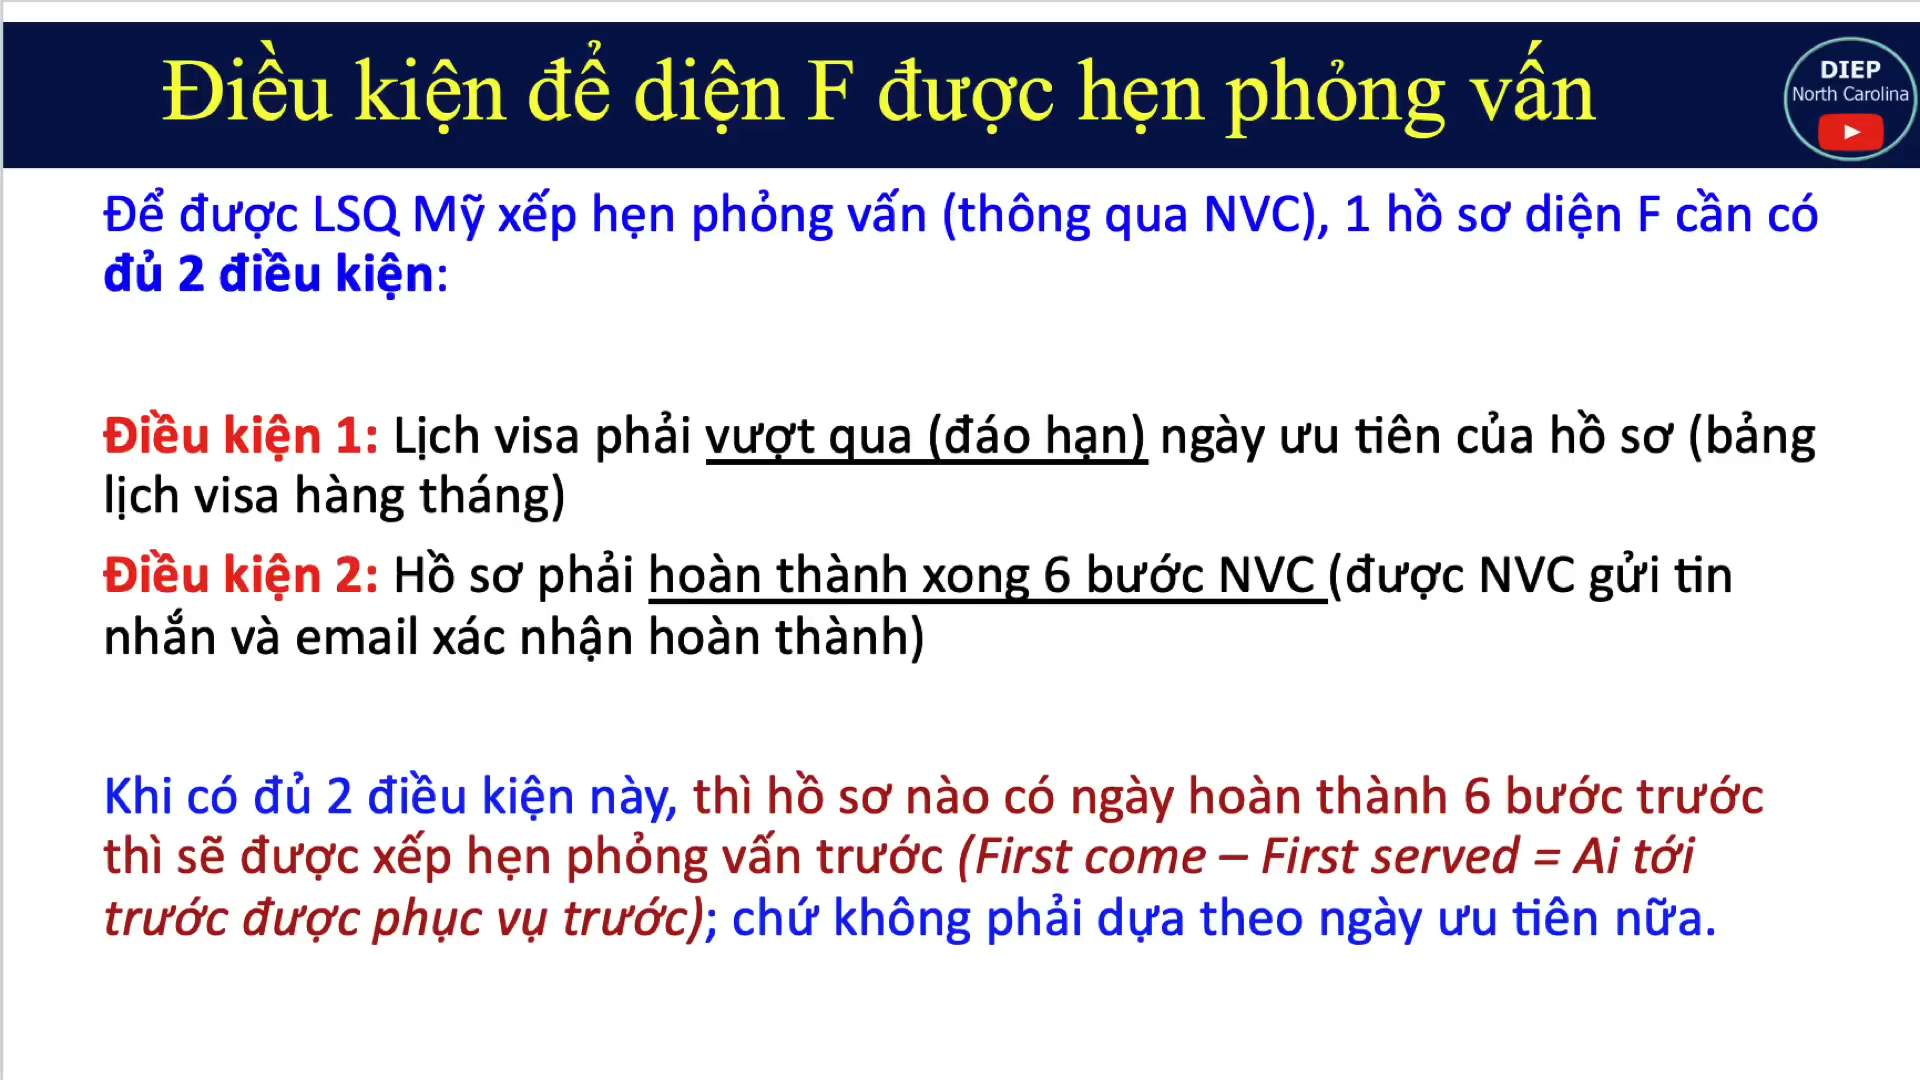 Điều kiện để diện F được hẹn phỏng vấn
DIEP
North Carolina
Để được LSQ Mỹ xếp hẹn phỏng vấn (thông qua NVC), 1 hồ sơ diện F cần có
đủ 2 điều kiện:
Điều kiện 1: Lịch visa phải vượt qua (đáo hạn) ngày ưu tiên của hồ sơ (bảng
lịch visa hàng tháng)
Điều kiện 2: Hồ sơ phải hoàn thành xong 6 bước NVC (được NVC gửi tin
nhắn và email xác nhận hoàn thành)
Khi có đủ 2 điều kiện này, thì hồ sơ nào có ngày hoàn thành 6 bước trước
thì sẽ được xếp hẹn phỏng vấn trước (First come – First served = Ai tới
trước được phục vụ trước); chứ không phải dựa theo ngày ưu tiên nữa.